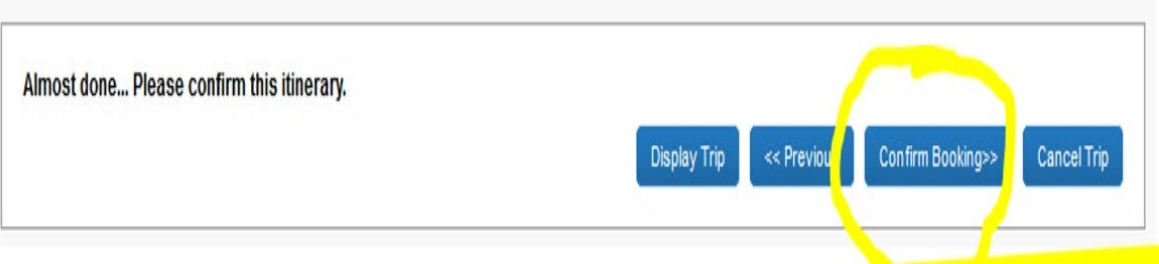 Almost done... Please confirm this itinerary.
Display Trip << Previou Confirm Booking>> Cancel Trip